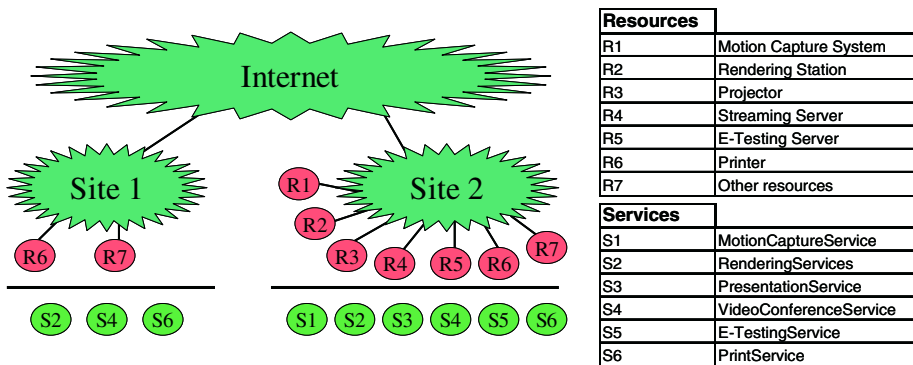 Internet
Site 1
Site 2
R1
R2
R3
R4
R5
R6
R7
R6
R7
S2 S4 S6
S1 S2 S3 S4 S5 S6
Resources
R1 Motion Capture System
R2 Rendering Station
R3 Projector
R4 Streaming Server
R5 E-Testing Server
R6 Printer
R7 Other resources
Services
S1 MotionCaptureService
S2 RenderingServices
S3 PresentationService
S4 VideoConferenceService
S5 E-TestingService
S6 PrintService